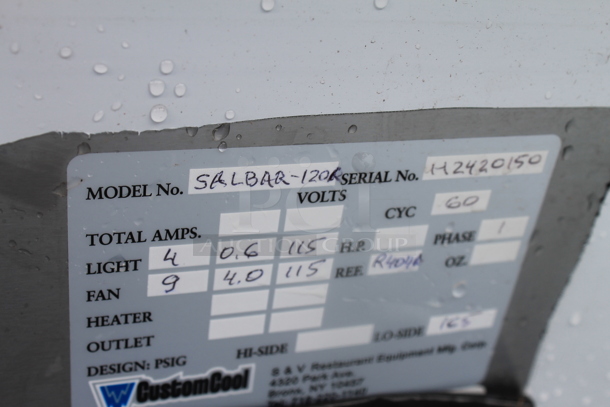 MODEL No. SALBAR-120R SERIAL No. H2420150
VOLTS CYC 60
TOTAL AMPS. H.P. PHASE 1
LIGHT 4 0.6 115 REF. R404A OZ.
FAN 9 4.0 115
HEATER
OUTLET HI-SIDE LO-SIDE 165
DESIGN: PSIG
CustomCool
S & V Restaurant Equipment Mfg. Corp.
4320 Park Ave.
Bronx, NY 10457